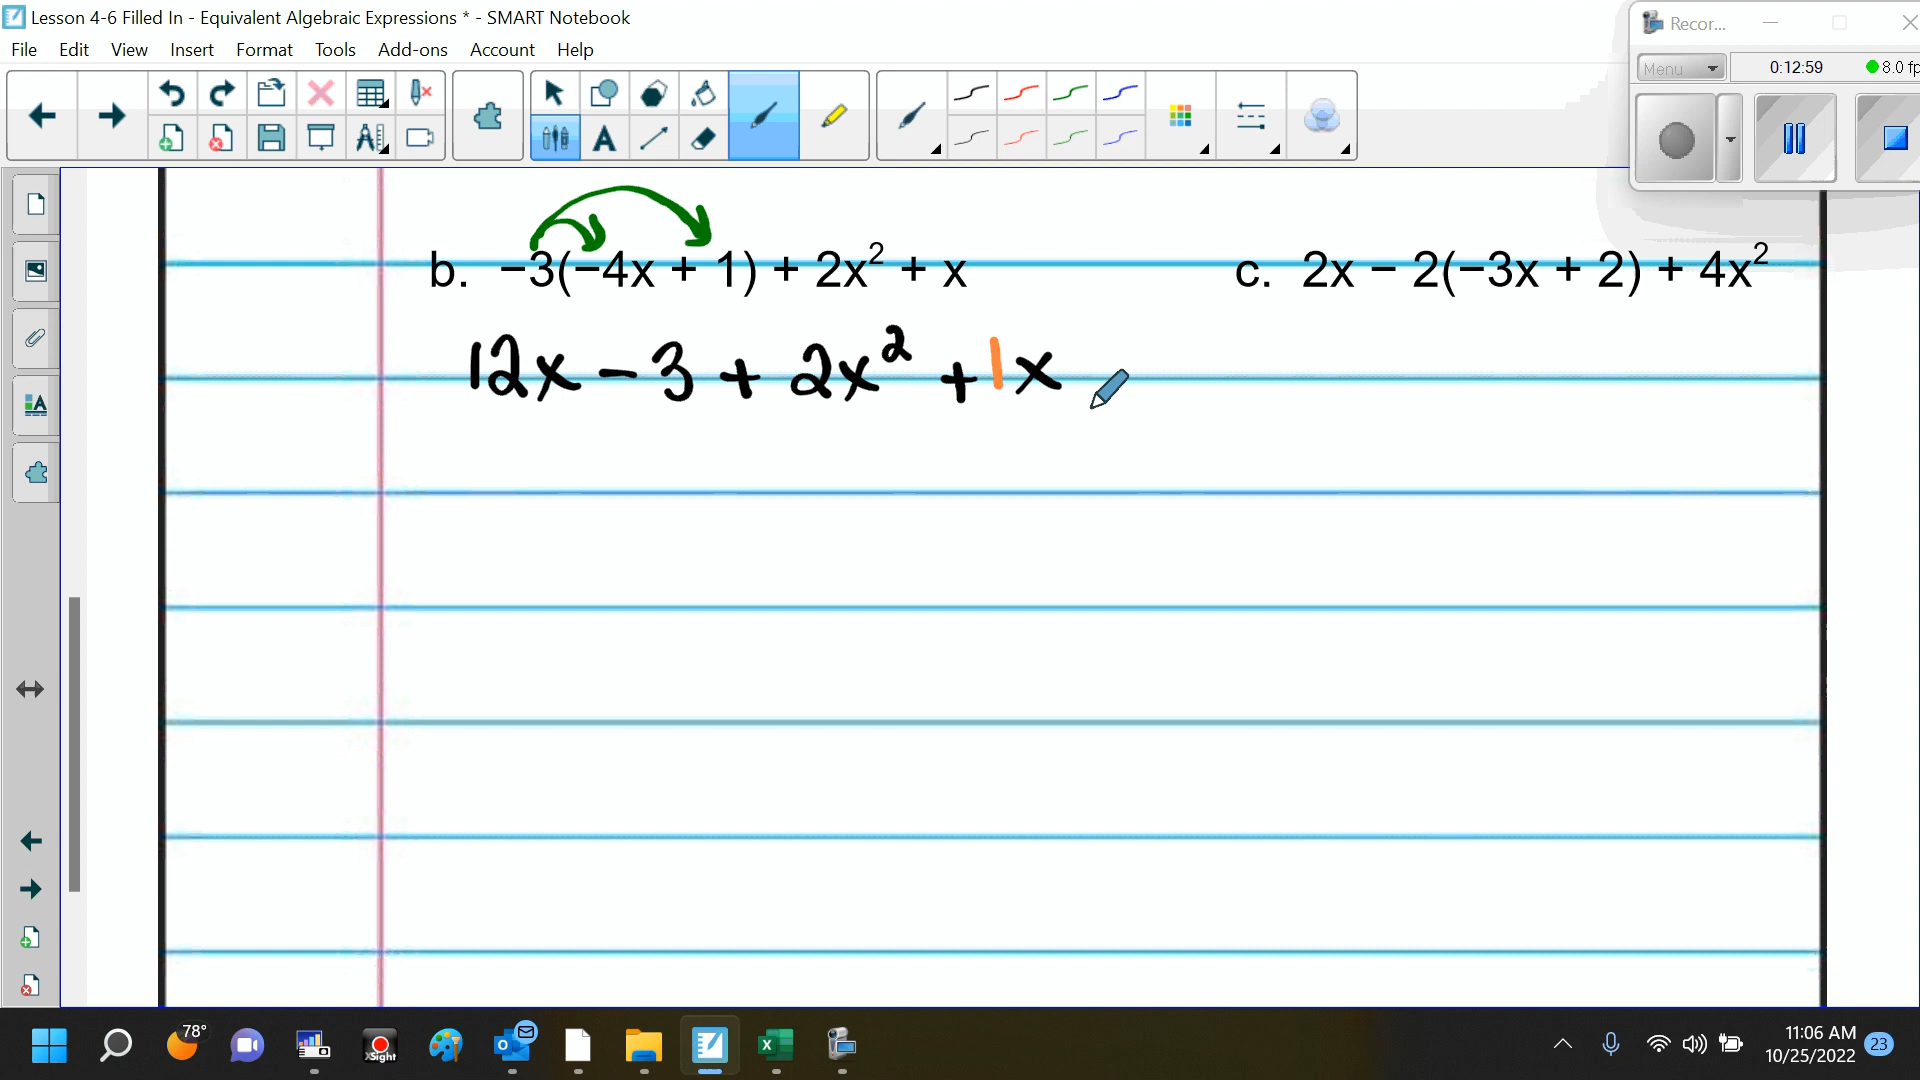 Lesson 4-6 Filled In - Equivalent Algebraic Expressions * - SMART Notebook
File Edit View Insert Format Tools Add-ons Account Help
Recor...
Menu 0:12:59 8.0 fp
b. −3(−4x + 1) + 2x² + x
c. 2x − 2(−3x + 2) + 4x²
12x − 3 + 2x² + 1x
78°
XSight
11:06 AM
10/25/2022
23